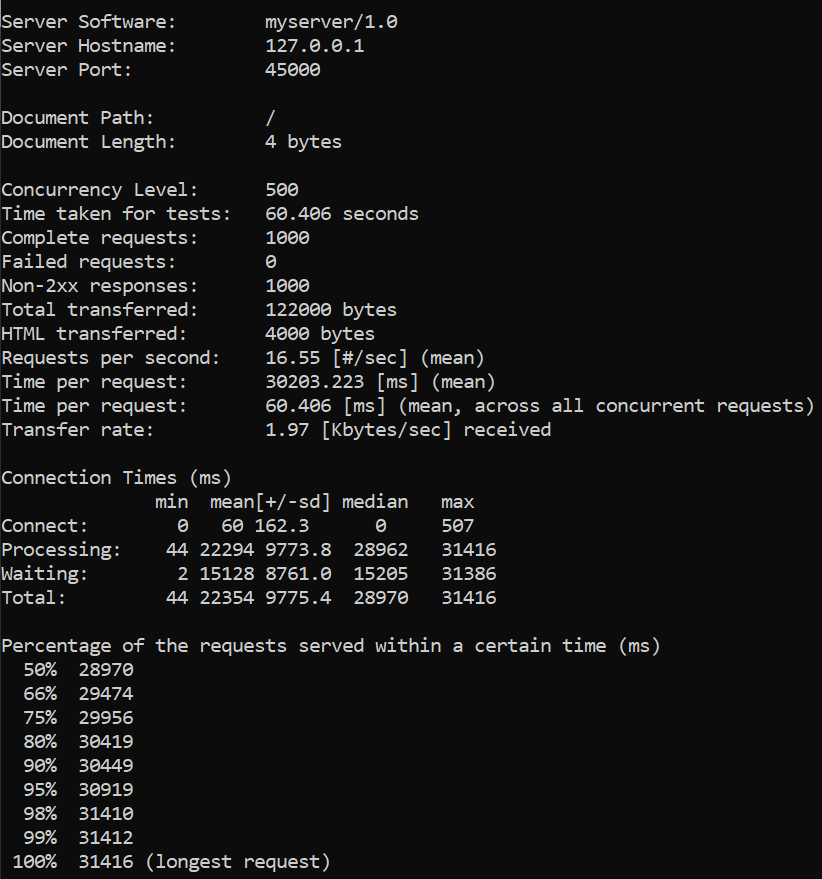 Server Software:        myserver/1.0
Server Hostname:        127.0.0.1
Server Port:            45000

Document Path:          /
Document Length:        4 bytes

Concurrency Level:      500
Time taken for tests:   60.406 seconds
Complete requests:      1000
Failed requests:        0
Non-2xx responses:      1000
Total transferred:      122000 bytes
HTML transferred:       4000 bytes
Requests per second:    16.55 [#/sec] (mean)
Time per request:       30203.223 [ms] (mean)
Time per request:       60.406 [ms] (mean, across all concurrent requests)
Transfer rate:          1.97 [Kbytes/sec] received

Connection Times (ms)
              min  mean[+/-sd] median   max
Connect:        0   60 162.3      0     507
Processing:    44 22294 9773.8  28962   31416
Waiting:        2 15128 8761.0  15205   31386
Total:         44 22354 9775.4  28970   31416

Percentage of the requests served within a certain time (ms)
  50%  28970
  66%  29474
  75%  29956
  80%  30419
  90%  30449
  95%  30919
  98%  31410
  99%  31412
 100%  31416 (longest request)